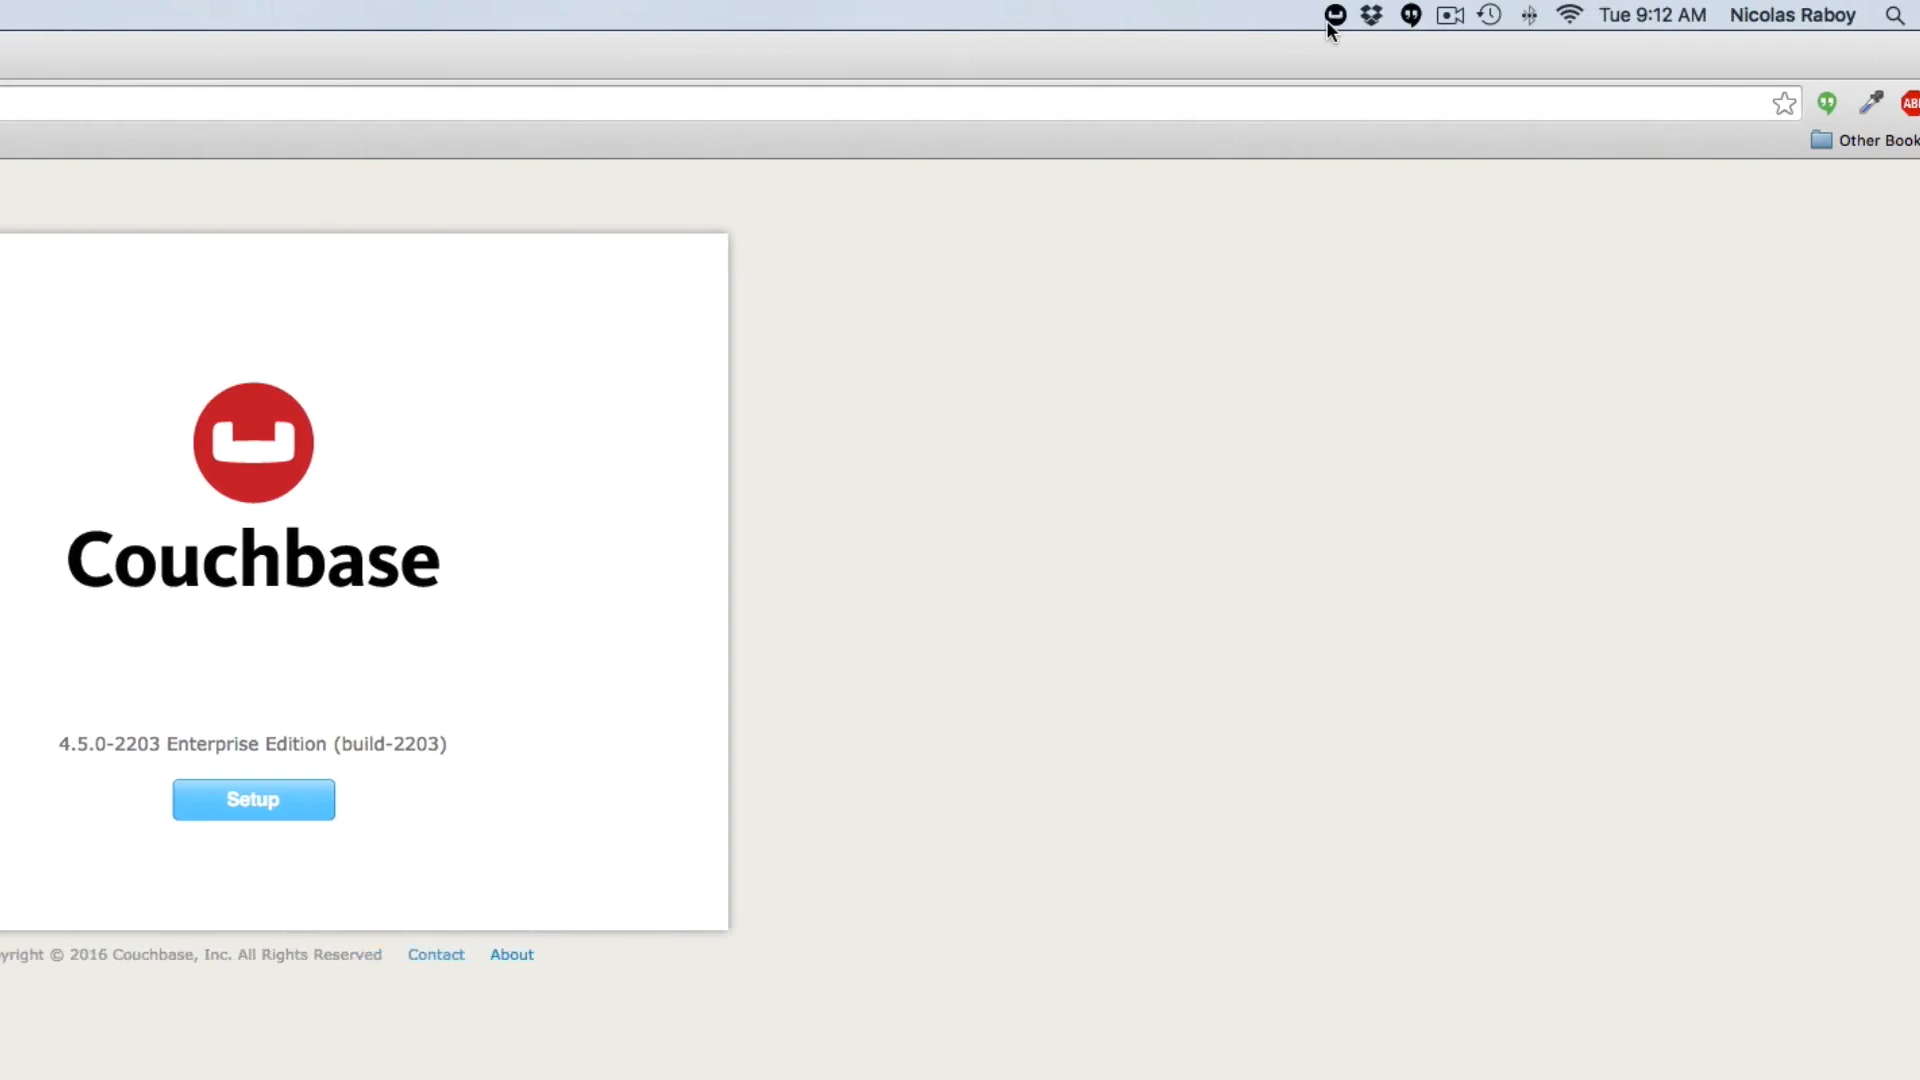 Tue 9:12 AM Nicolas Raboy
AB
Other Book
Couchbase
4.5.0-2203 Enterprise Edition (build-2203)
Setup
yright © 2016 Couchbase, Inc. All Rights Reserved Contact About